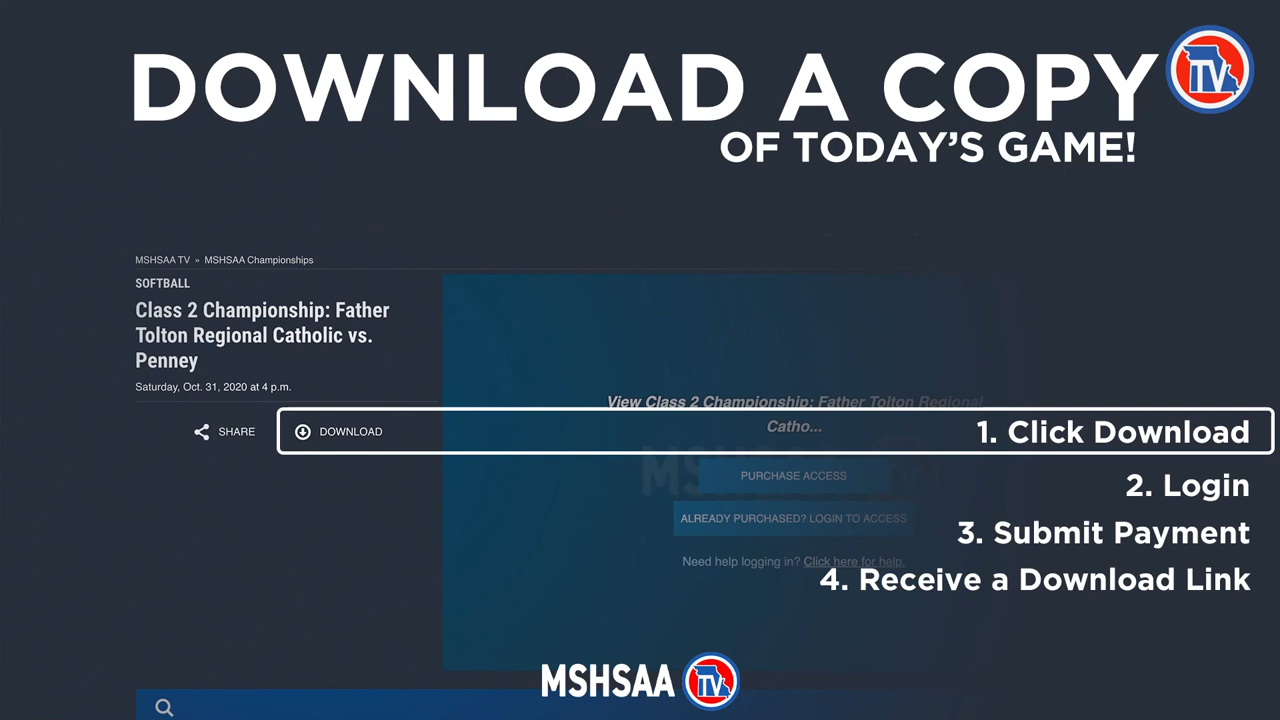 DOWNLOAD A COPY
TV
OF TODAY'S GAME!
MSHSAA TV » MSHSAA Championships
SOFTBALL
Class 2 Championship: Father
Tolton Regional Catholic vs.
Penney
Saturday, Oct. 31, 2020 at 4 p.m.
View Class 2 Championship: Father Tolton Regional
Catho...
SHARE
DOWNLOAD
1. Click Download
PURCHASE ACCESS
2. Login
ALREADY PURCHASED? LOGIN TO ACCESS
3. Submit Payment
Need help logging in? Click here for help.
4. Receive a Download Link
MSHSAA TV